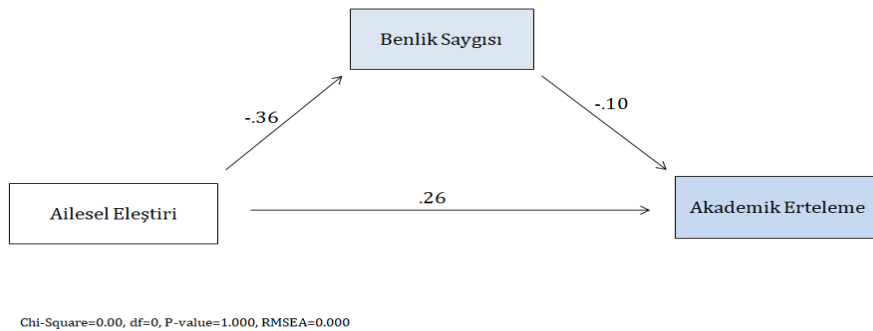 Benlik Saygısı
-.36
-.10
Ailesel Eleştiri
.26
Akademik Erteleme
Chi-Square=0.00, df=0, P-value=1.000, RMSEA=0.000